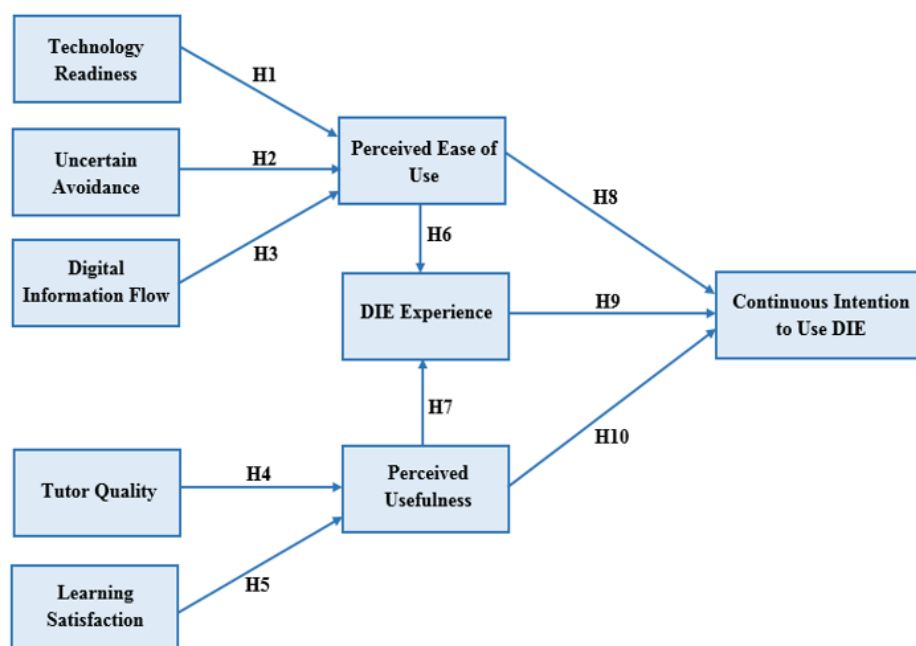 Technology
Readiness
H1
Uncertain
Avoidance
H2
Perceived Ease of
Use
H8
Digital
Information Flow
H3
H6
DIE Experience
H9
Continuous Intention
to Use DIE
H7
H10
Tutor Quality
H4
Perceived
Usefulness
Learning
Satisfaction
H5